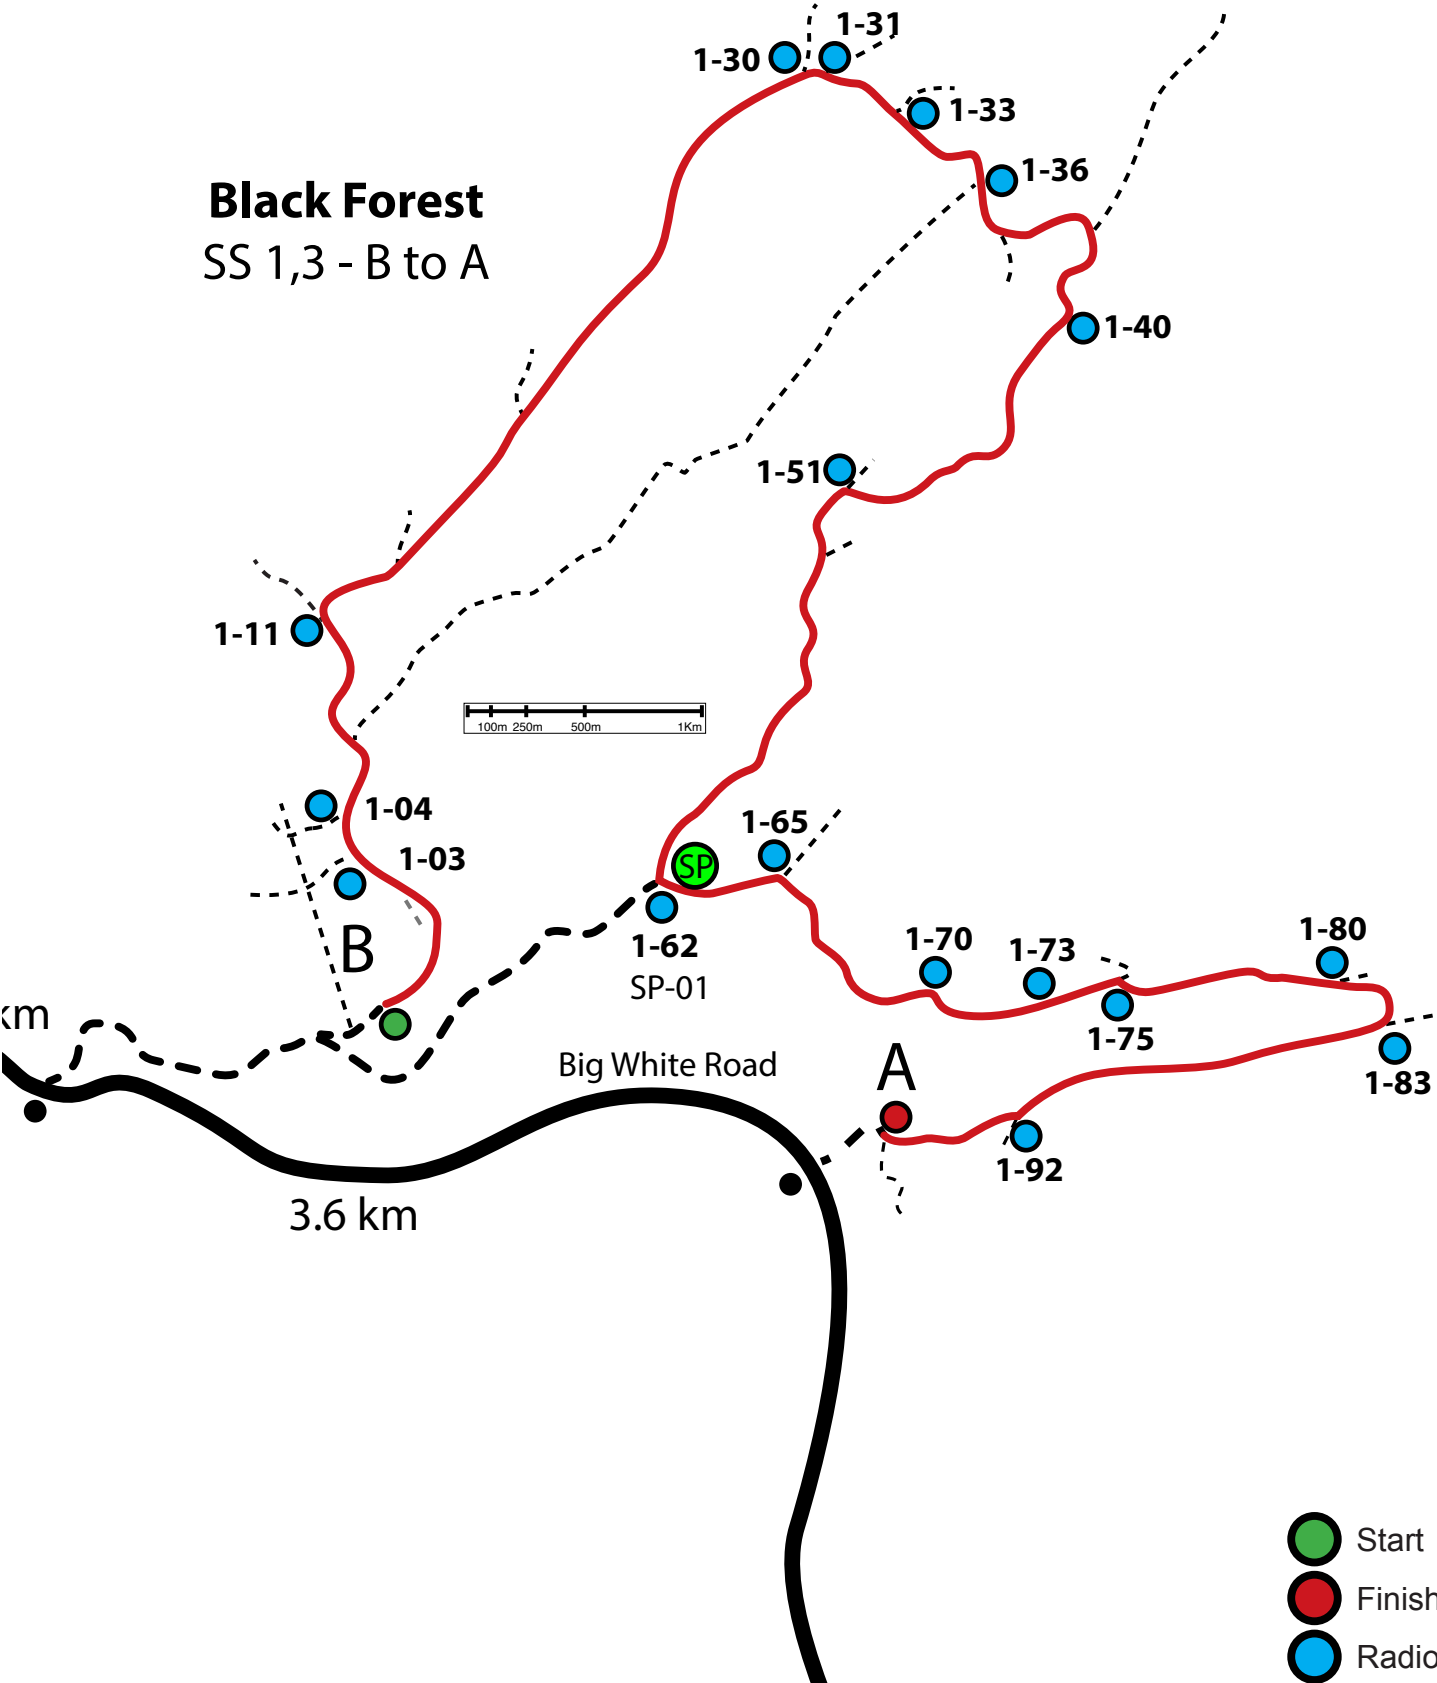 1-31
1-30
1-33
1-36
Black Forest
SS 1,3 - B to A
1-40
1-51
1-11
100m 250m 500m 1Km
1-04
1-65
1-03
SP
1-62
SP-01
B
1-70
1-73
1-80
km
1-75
Big White Road
A
1-83
1-92
3.6 km
Start
Finish
Radio